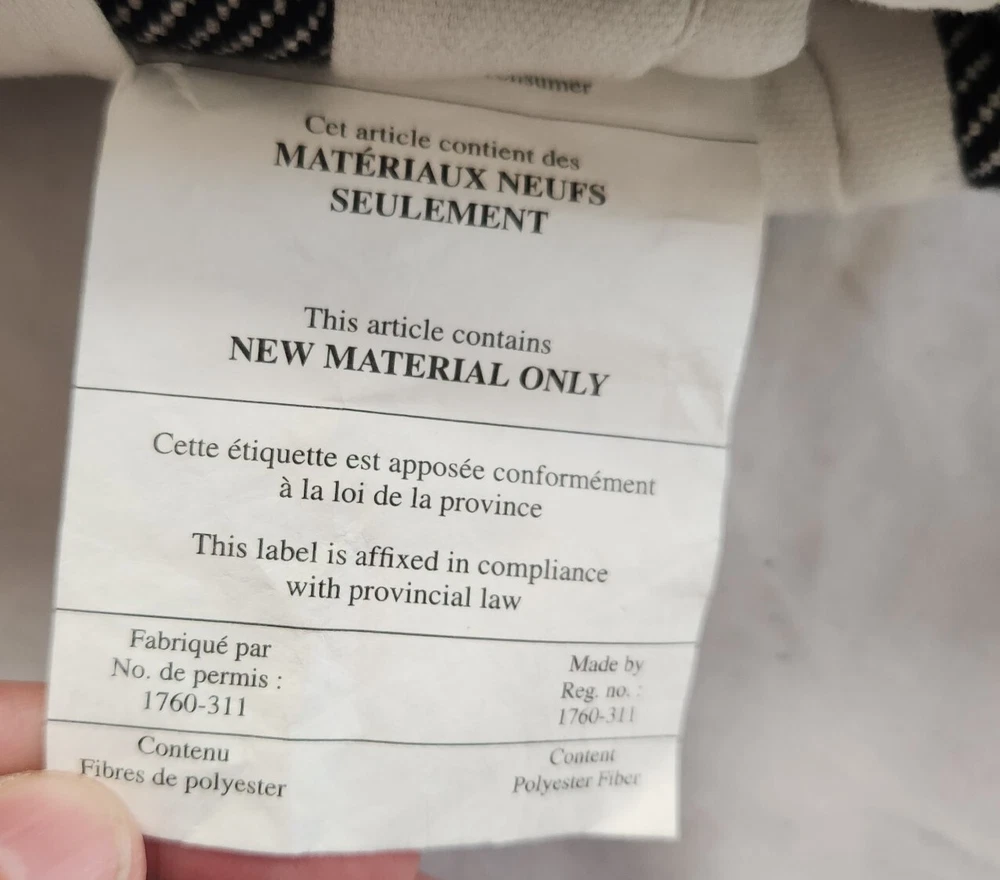 Cet article contient des
MATÉRIAUX NEUFS
SEULEMENT
This article contains
NEW MATERIAL ONLY
Cette étiquette est apposée conformément
à la loi de la province
This label is affixed in compliance
with provincial law
Fabriqué par
No. de permis :
1760-311
Made by
Reg. no. :
1760-311
Contenu
Fibres de polyester
Content
Polyester Fiber